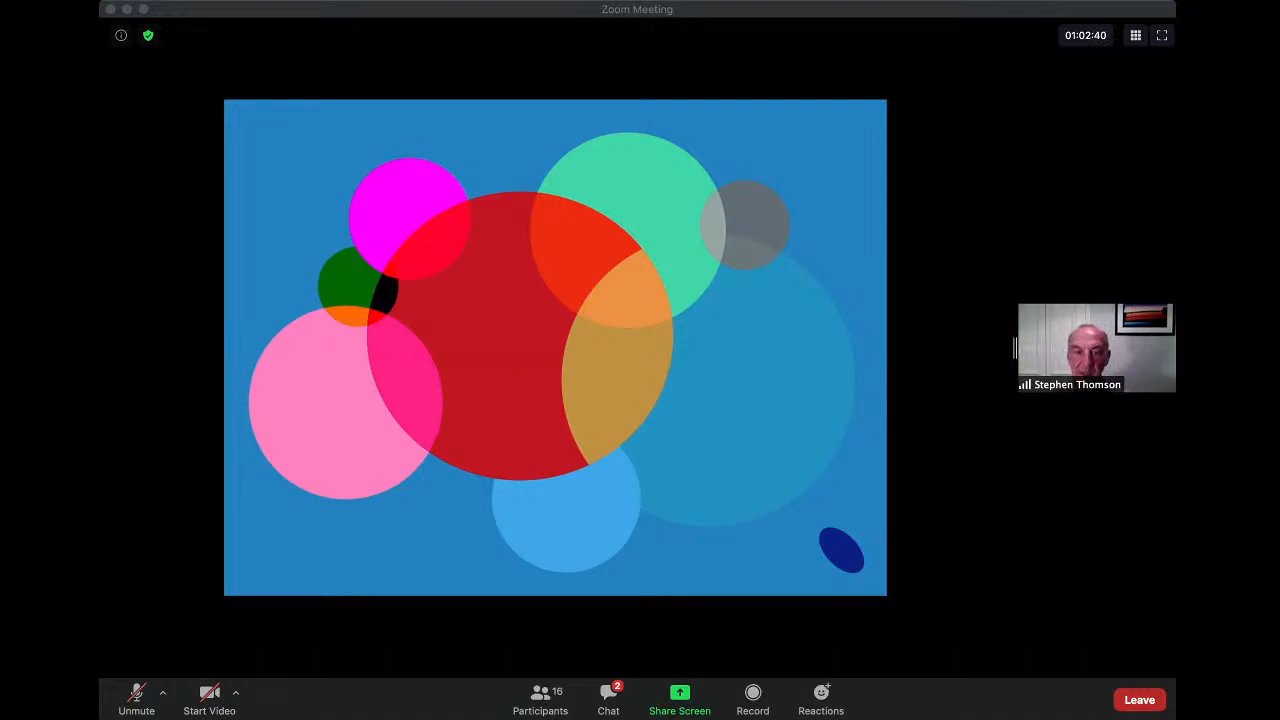 Zoom Meeting
01:02:40
Stephen Thomson
16
2
Unmute
Start Video
Participants
Chat
Share Screen
Record
Reactions
Leave